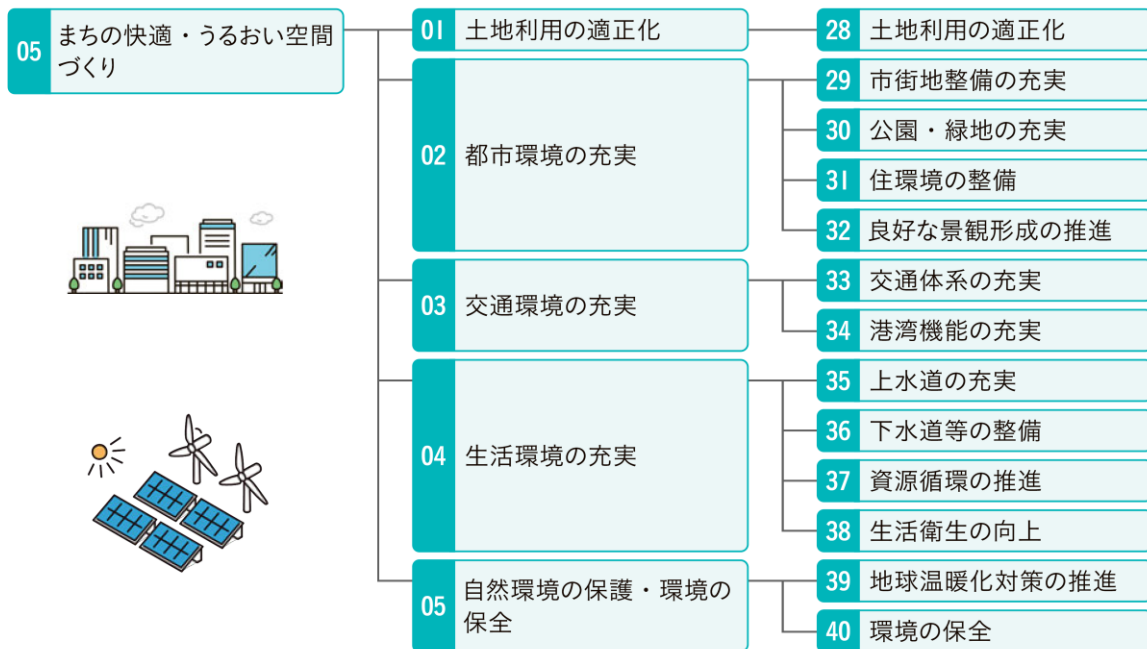 05 まちの快適・うるおい空間
づくり
01 土地利用の適正化
28 土地利用の適正化
02 都市環境の充実
29 市街地整備の充実
30 公園・緑地の充実
31 住環境の整備
32 良好な景観形成の推進
03 交通環境の充実
33 交通体系の充実
34 港湾機能の充実
04 生活環境の充実
35 上水道の充実
36 下水道等の整備
37 資源循環の推進
38 生活衛生の向上
05 自然環境の保護・環境の
保全
39 地球温暖化対策の推進
40 環境の保全